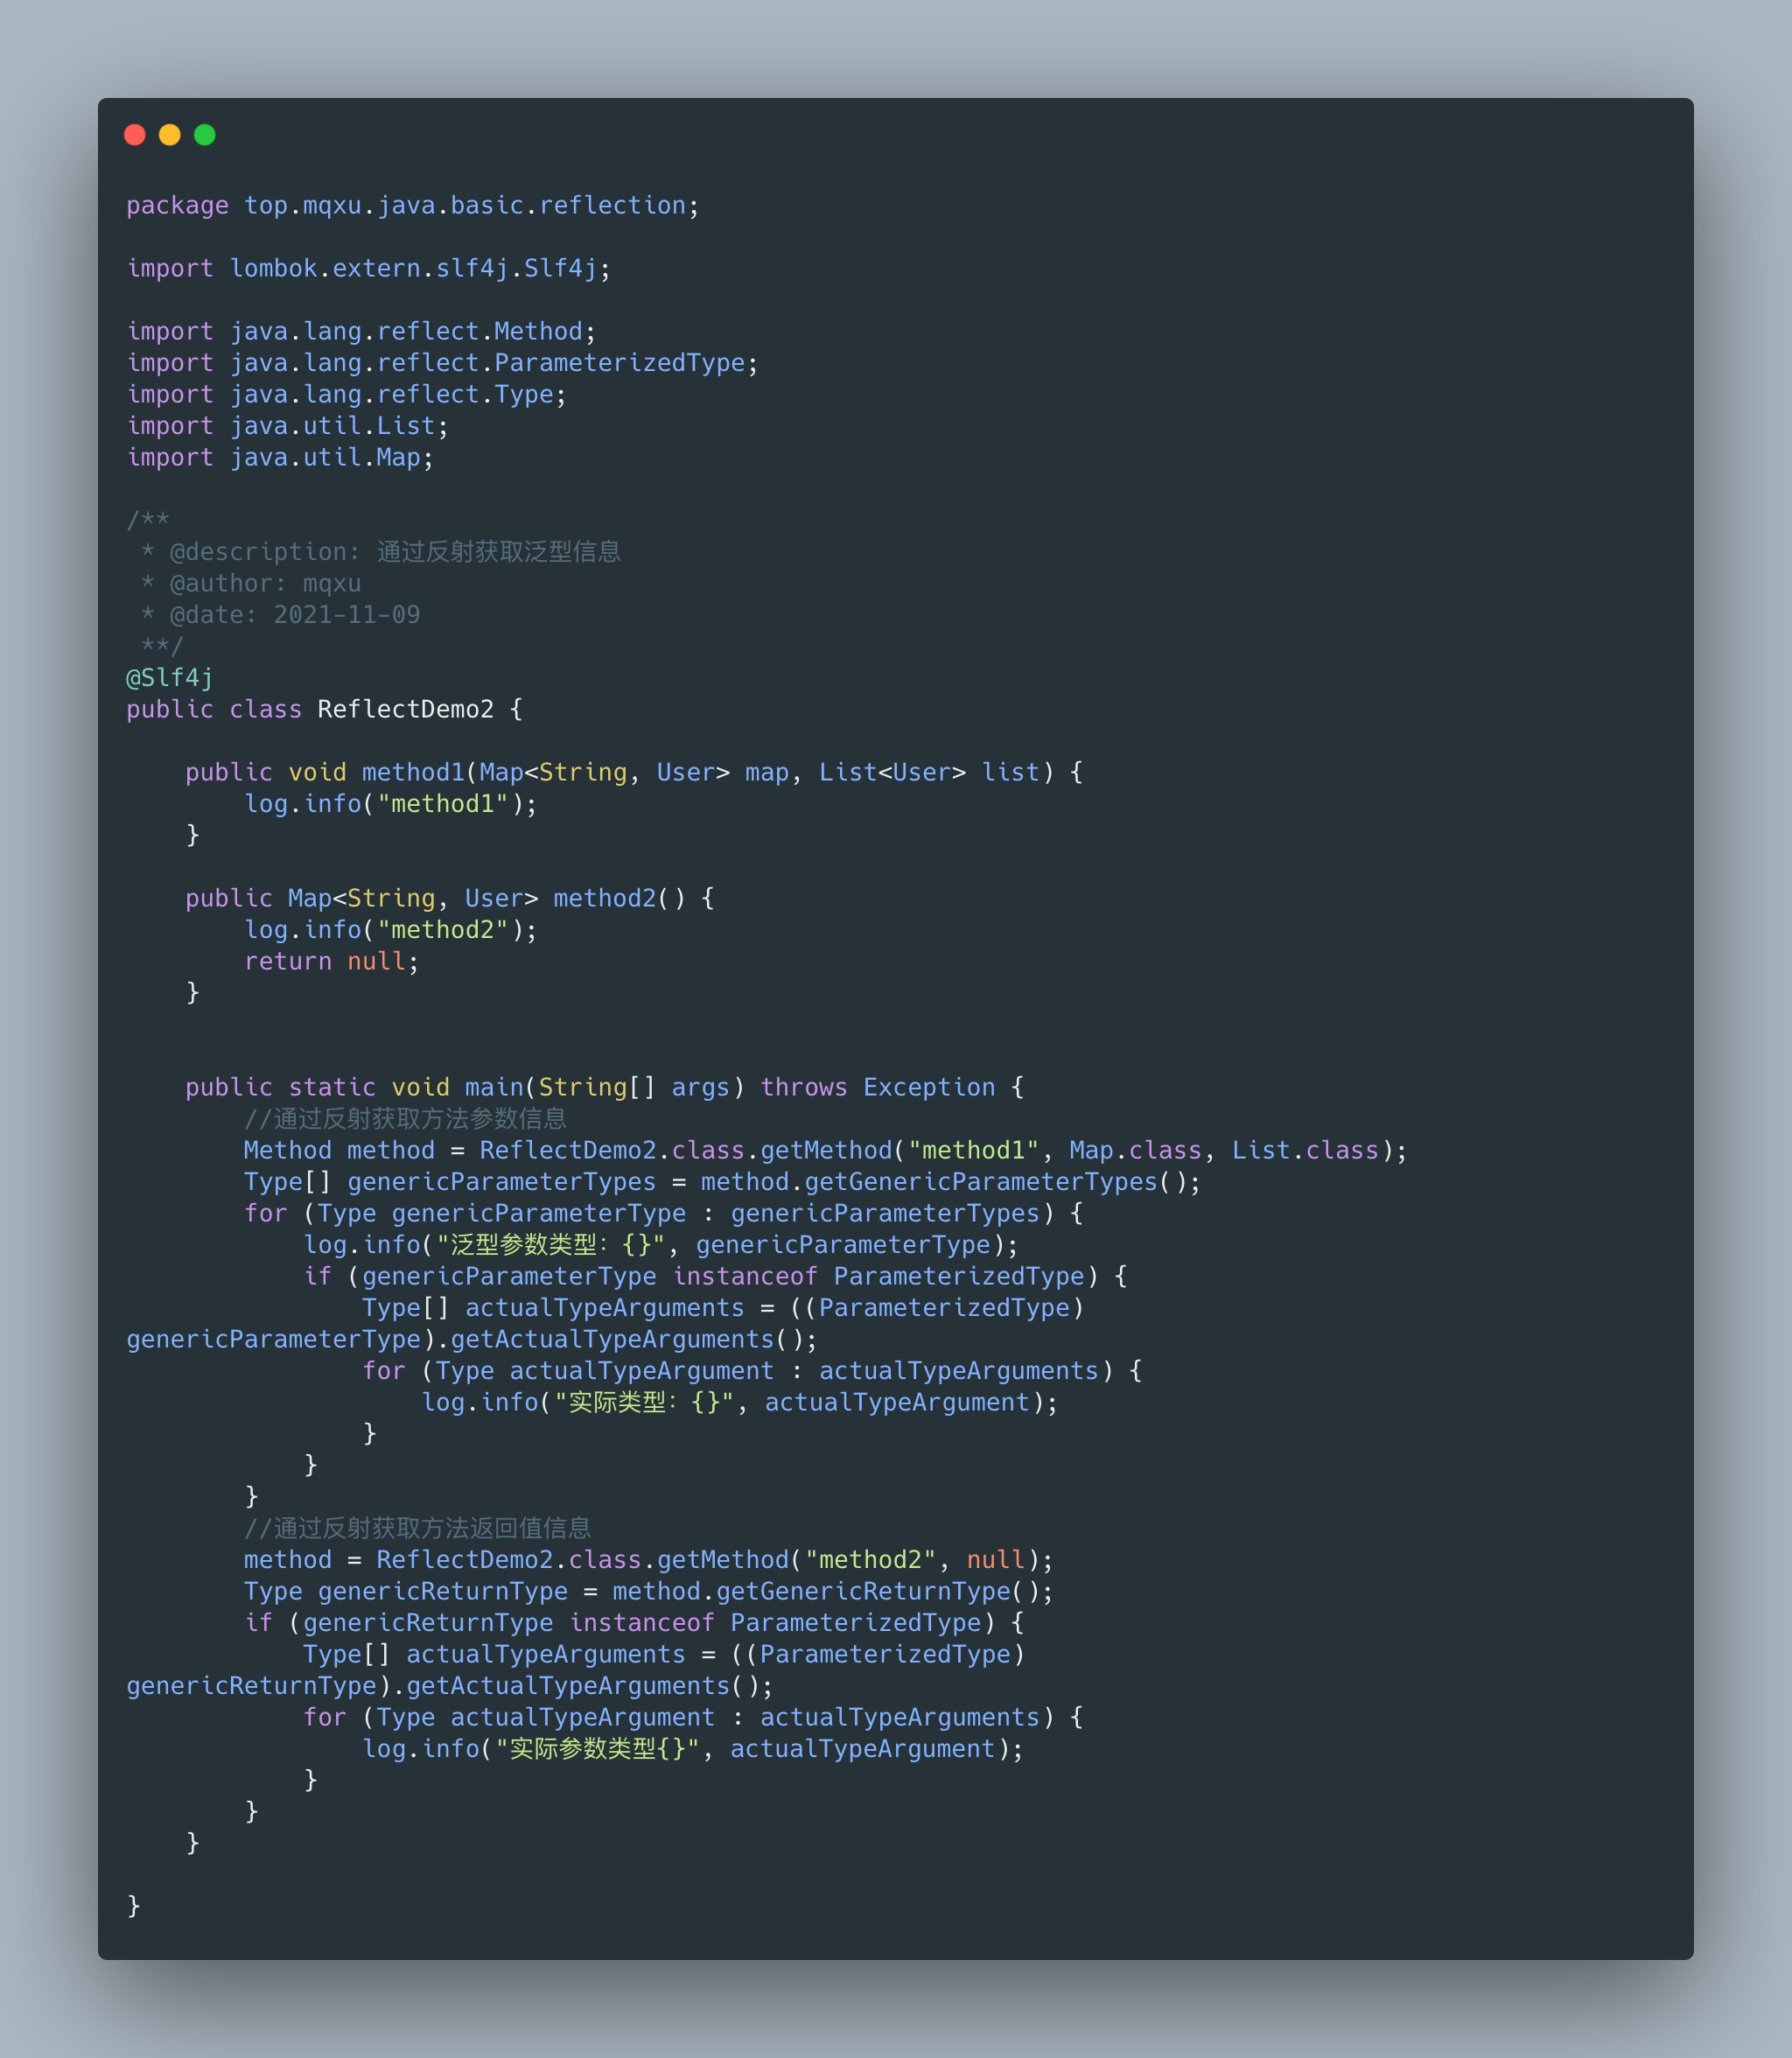 package top.mqxu.java.basic.reflection;

import lombok.extern.slf4j.Slf4j;

import java.lang.reflect.Method;
import java.lang.reflect.ParameterizedType;
import java.lang.reflect.Type;
import java.util.List;
import java.util.Map;

/**
 * @description: 通过反射获取泛型信息
 * @author: mqxu
 * @date: 2021-11-09
 **/
@Slf4j
public class ReflectDemo2 {

    public void method1(Map<String, User> map, List<User> list) {
        log.info("method1");
    }

    public Map<String, User> method2() {
        log.info("method2");
        return null;
    }


    public static void main(String[] args) throws Exception {
        //通过反射获取方法参数信息
        Method method = ReflectDemo2.class.getMethod("method1", Map.class, List.class);
        Type[] genericParameterTypes = method.getGenericParameterTypes();
        for (Type genericParameterType : genericParameterTypes) {
            log.info("泛型参数类型：{}", genericParameterType);
            if (genericParameterType instanceof ParameterizedType) {
                Type[] actualTypeArguments = ((ParameterizedType)
genericParameterType).getActualTypeArguments();
                for (Type actualTypeArgument : actualTypeArguments) {
                    log.info("实际类型：{}", actualTypeArgument);
                }
            }
        }
        //通过反射获取方法返回值信息
        method = ReflectDemo2.class.getMethod("method2", null);
        Type genericReturnType = method.getGenericReturnType();
        if (genericReturnType instanceof ParameterizedType) {
            Type[] actualTypeArguments = ((ParameterizedType)
genericReturnType).getActualTypeArguments();
            for (Type actualTypeArgument : actualTypeArguments) {
                log.info("实际参数类型{}", actualTypeArgument);
            }
        }
    }

}